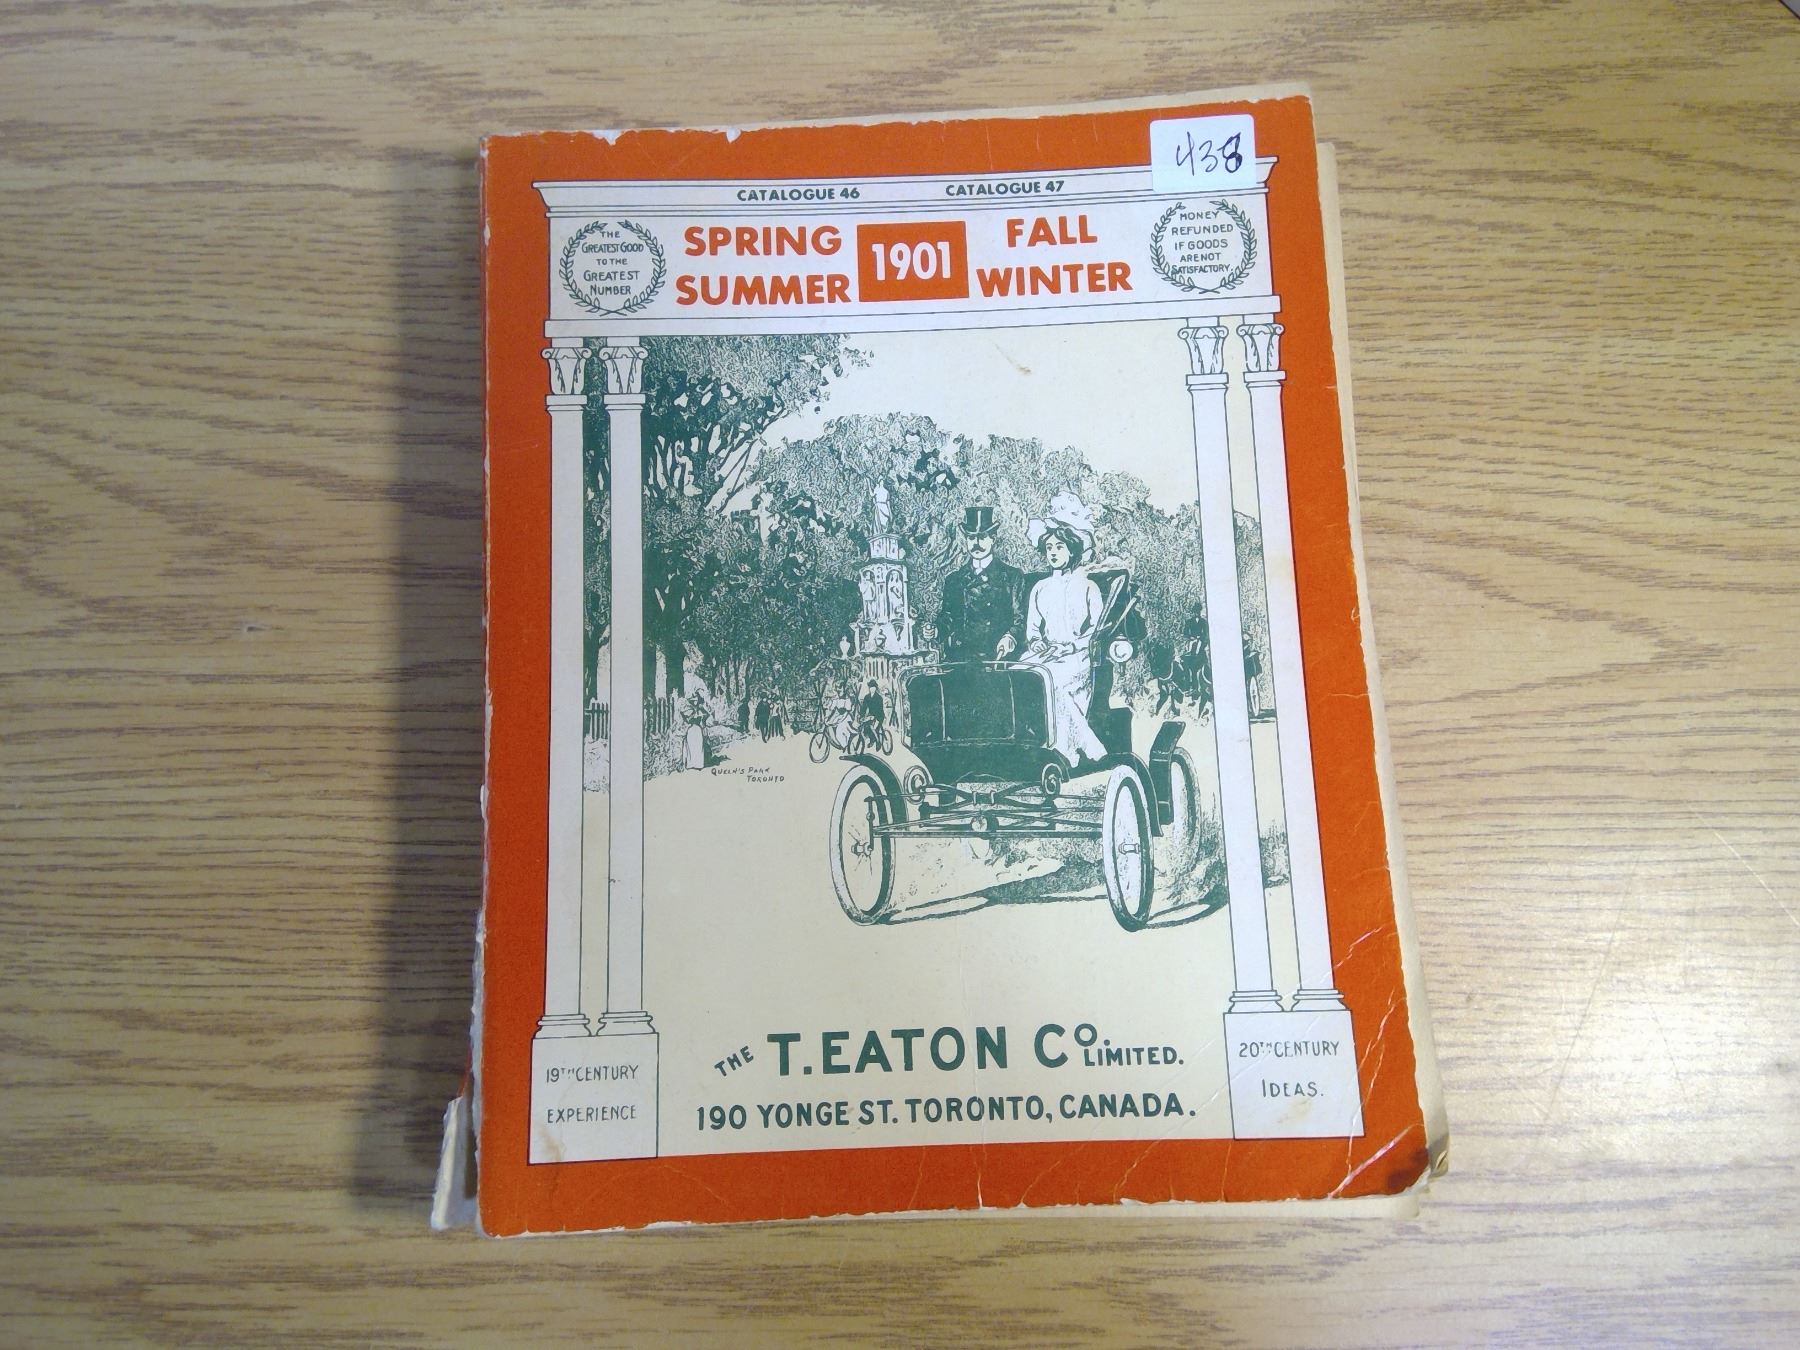 438
CATALOGUE 46 CATALOGUE 47
THE
GREATEST GOOD
TO THE
GREATEST
NUMBER
SPRING
SUMMER
1901
FALL
WINTER
MONEY
REFUNDED
IF GOODS
ARE NOT
SATISFACTORY.
QUEEN'S PARK
TORONTO
THE T. EATON CO. LIMITED.
190 YONGE ST. TORONTO, CANADA.
19TH CENTURY
EXPERIENCE
20TH CENTURY
IDEAS.